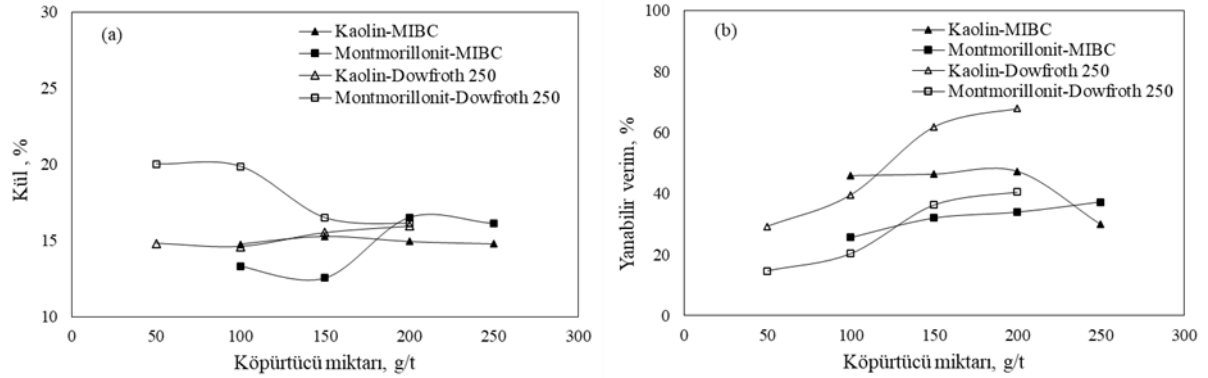 (a)
Kaolin-MIBC
Montmorillonit-MIBC
Kaolin-Dowfroth 250
Montmorillonit-Dowfroth 250
Kül , %
30
25
20
15
10
0
50
100
150
200
250
300
Köpürtücü miktarı, g/t
(b)
Kaolin-MIBC
Montmorillonit-MIBC
Kaolin-Dowfroth 250
Montmorillonit-Dowfroth 250
Yanabilir verim, %
100
80
60
40
20
0
0
50
100
150
200
250
300
Köpürtücü miktarı, g/t